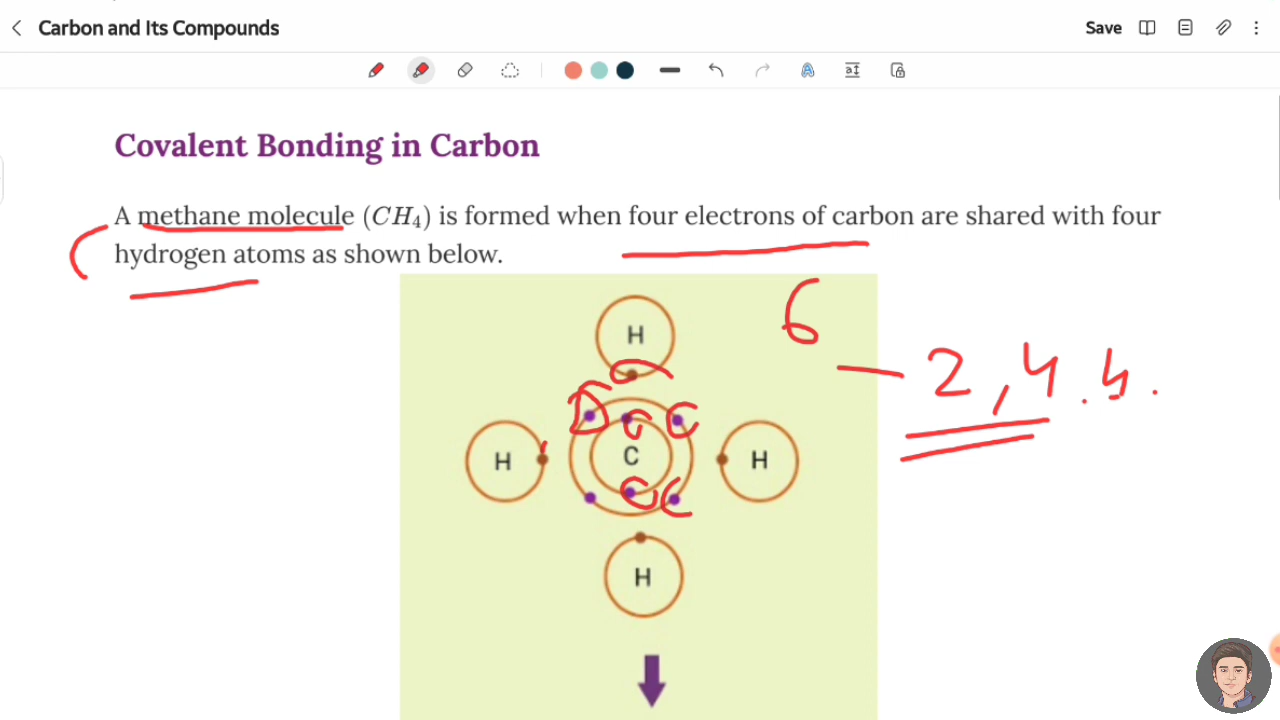 Carbon and Its Compounds
Save
Covalent Bonding in Carbon
A methane molecule (CH₄) is formed when four electrons of carbon are shared with four
hydrogen atoms as shown below.
6
2, 4
H
H C H
H